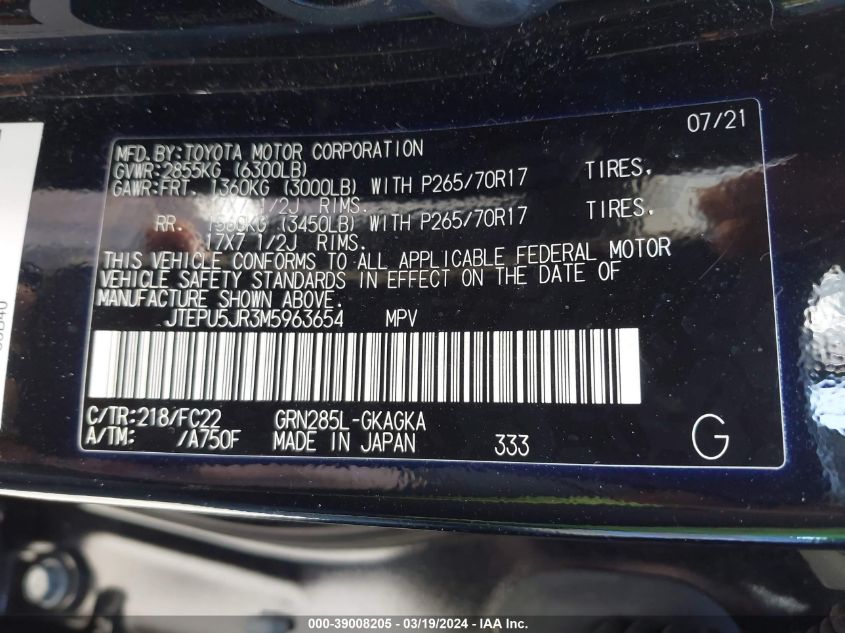 07/21
MFD.BY:TOYOTA MOTOR CORPORATION
GVWR:2855KG (6300LB)
GAWR:FRT. 1360KG (3000LB) WITH P265/70R17 TIRES.
1/2J RIMS.
RR. (3450LB) WITH P265/70R17 TIRES.
17X7 1/2J RIMS.
THIS VEHICLE CONFORMS TO ALL APPLICABLE FEDERAL MOTOR
VEHICLE SAFETY STANDARDS IN EFFECT ON THE DATE OF
MANUFACTURE SHOWN ABOVE.
JTEPU5JR3M5963654 MPV
C/TR:218/FC22 GRN285L-GKAGKA
A/TM: /A750F MADE IN JAPAN 333 G
000-39008205 - 03/19/2024 - IAA Inc.